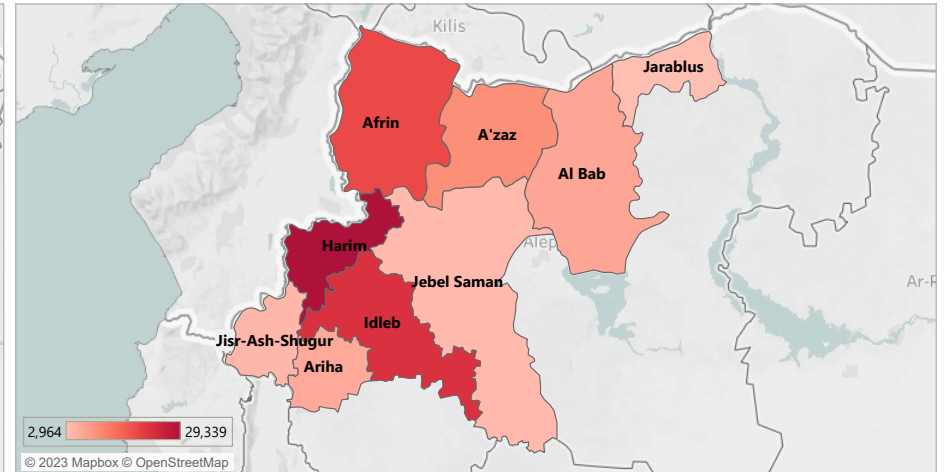 Kilis
Jarablus
Afrin
A'zaz
Al Bab
Harim
Alep
Jebel Saman
Ar-R
Idleb
Jisr-Ash-Shugur
Ariha
2,964
29,339
© 2023 Mapbox © OpenStreetMap